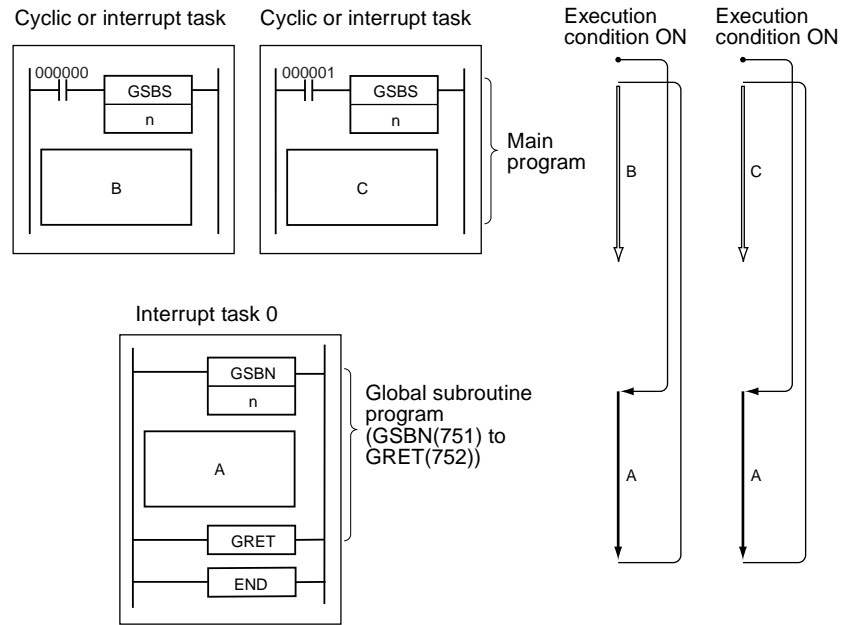 Cyclic or interrupt task
Cyclic or interrupt task
Execution
condition ON
Execution
condition ON
000000
GSBS
n
B
000001
GSBS
n
C
Main
program
B
C
Interrupt task 0
GSBN
n
A
GRET
END
Global subroutine
program
(GSBN(751) to
GRET(752))
A
A